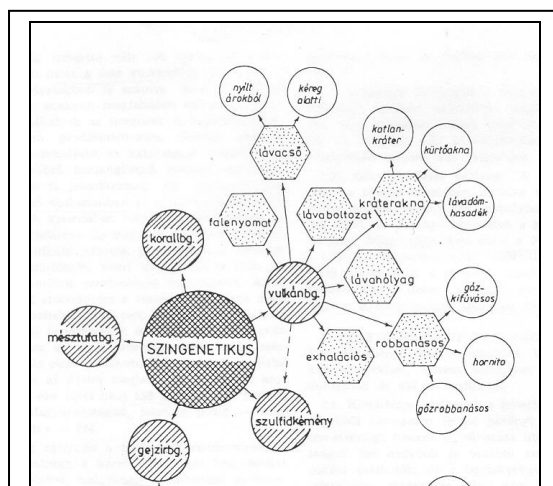 nyílt
árokból
kéreg
alatti
katlan-
kráter
kürtőakna
lávacső
kráterakna
lávadóm-
hasadék
falenyomat
lávaboltozat
korallbg.
vulkánbg.
lávahólyag
gáz-
kifúvásos
mésztufabg.
SZINGENETIKUS
exhalációs
robbanásos
hornito
szulfidkémény
gőzrobbanásos
gejzírbg.